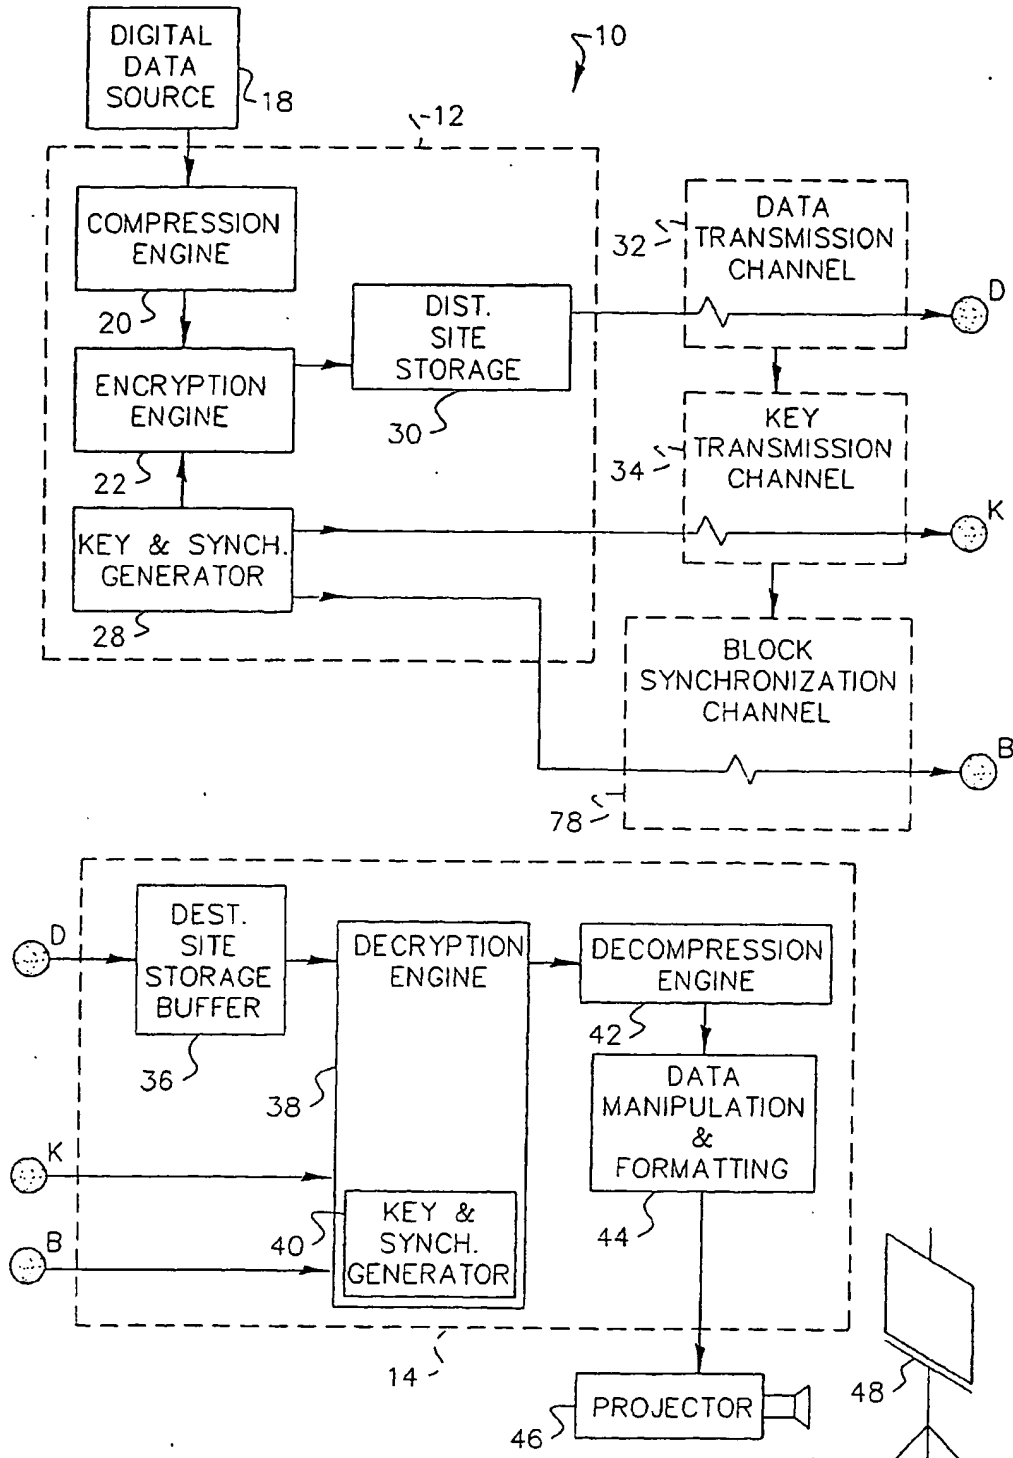 DIGITAL
DATA
SOURCE
18
10
12
COMPRESSION
ENGINE
20
ENCRYPTION
ENGINE
22
DIST.
SITE
STORAGE
30
KEY & SYNCH.
GENERATOR
28
DATA
TRANSMISSION
CHANNEL
32
D
KEY
TRANSMISSION
CHANNEL
34
K
BLOCK
SYNCHRONIZATION
CHANNEL
78
B
D
DEST.
SITE
STORAGE
BUFFER
36
DECRYPTION
ENGINE
38
DECOMPRESSION
ENGINE
42
DATA
MANIPULATION
&
FORMATTING
44
K
B
KEY &
SYNCH.
GENERATOR
40
14
PROJECTOR
46
48